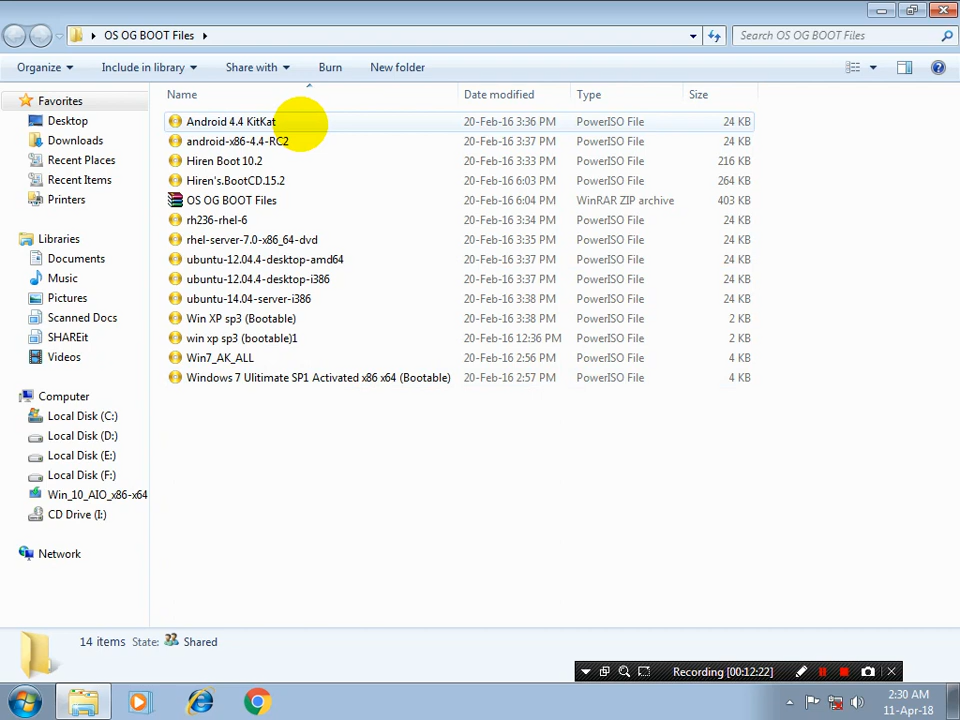 OS OG BOOT Files
Search OS OG BOOT Files
Organize Include in library Share with Burn New folder
Name Date modified Type Size
Favorites
Desktop
Downloads
Recent Places
Recent Items
Printers
Libraries
Documents
Music
Pictures
Scanned Docs
SHAREit
Videos
Computer
Local Disk (C:)
Local Disk (D:)
Local Disk (E:)
Local Disk (F:)
Win_10_AIO_x86-x64
CD Drive (I:)
Network
Android 4.4 KitKat 20-Feb-16 3:36 PM PowerISO File 24 KB
android-x86-4.4-RC2 20-Feb-16 3:37 PM PowerISO File 24 KB
Hiren Boot 10.2 20-Feb-16 3:33 PM PowerISO File 216 KB
Hiren's.BootCD.15.2 20-Feb-16 6:03 PM PowerISO File 264 KB
OS OG BOOT Files 20-Feb-16 6:04 PM WinRAR ZIP archive 403 KB
rh236-rhel-6 20-Feb-16 3:34 PM PowerISO File 24 KB
rhel-server-7.0-x86_64-dvd 20-Feb-16 3:35 PM PowerISO File 24 KB
ubuntu-12.04.4-desktop-amd64 20-Feb-16 3:37 PM PowerISO File 24 KB
ubuntu-12.04.4-desktop-i386 20-Feb-16 3:37 PM PowerISO File 24 KB
ubuntu-14.04-server-i386 20-Feb-16 3:38 PM PowerISO File 24 KB
Win XP sp3 (Bootable) 20-Feb-16 3:38 PM PowerISO File 2 KB
win xp sp3 (bootable)1 20-Feb-16 12:36 PM PowerISO File 2 KB
Win7_AK_ALL 20-Feb-16 2:56 PM PowerISO File 4 KB
Windows 7 Ulitimate SP1 Activated x86 x64 (Bootable) 20-Feb-16 2:57 PM PowerISO File 4 KB
14 items State: Shared
Recording [00:12:22]
2:30 AM
11-Apr-18